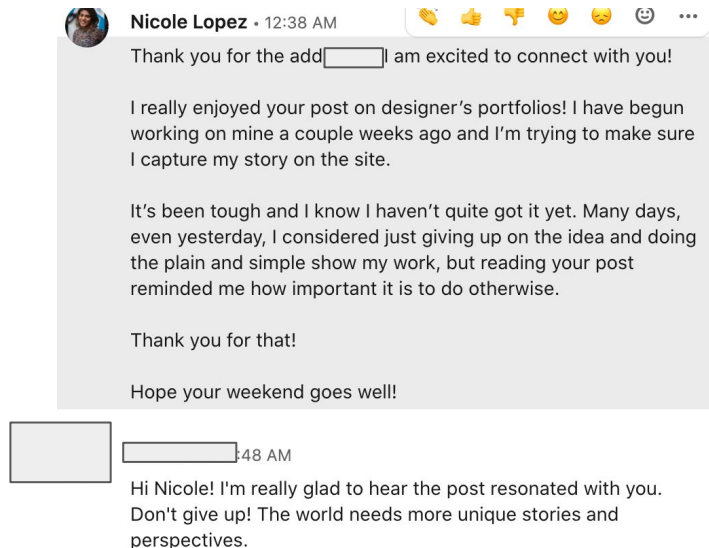 Nicole Lopez • 12:38 AM
Thank you for the add I am excited to connect with you!
I really enjoyed your post on designer’s portfolios! I have begun
working on mine a couple weeks ago and I’m trying to make sure
I capture my story on the site.
It’s been tough and I know I haven’t quite got it yet. Many days,
even yesterday, I considered just giving up on the idea and doing
the plain and simple show my work, but reading your post
reminded me how important it is to do otherwise.
Thank you for that!
Hope your weekend goes well!
:48 AM
Hi Nicole! I'm really glad to hear the post resonated with you.
Don't give up! The world needs more unique stories and
perspectives.